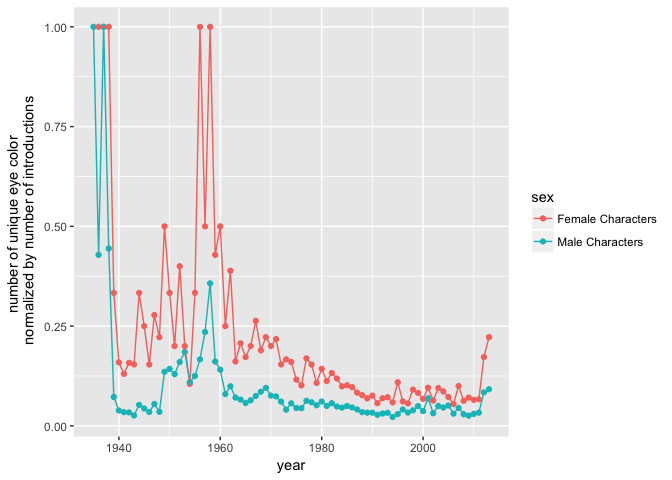 number of unique eye color
normalized by number of introductions
1.00
0.75
0.50
0.25
0.00
1940
1960
1980
2000
year
sex
Female Characters
Male Characters